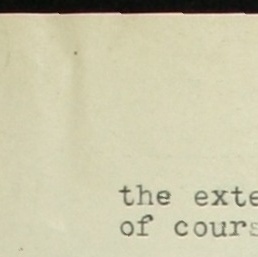 the exte
of cours